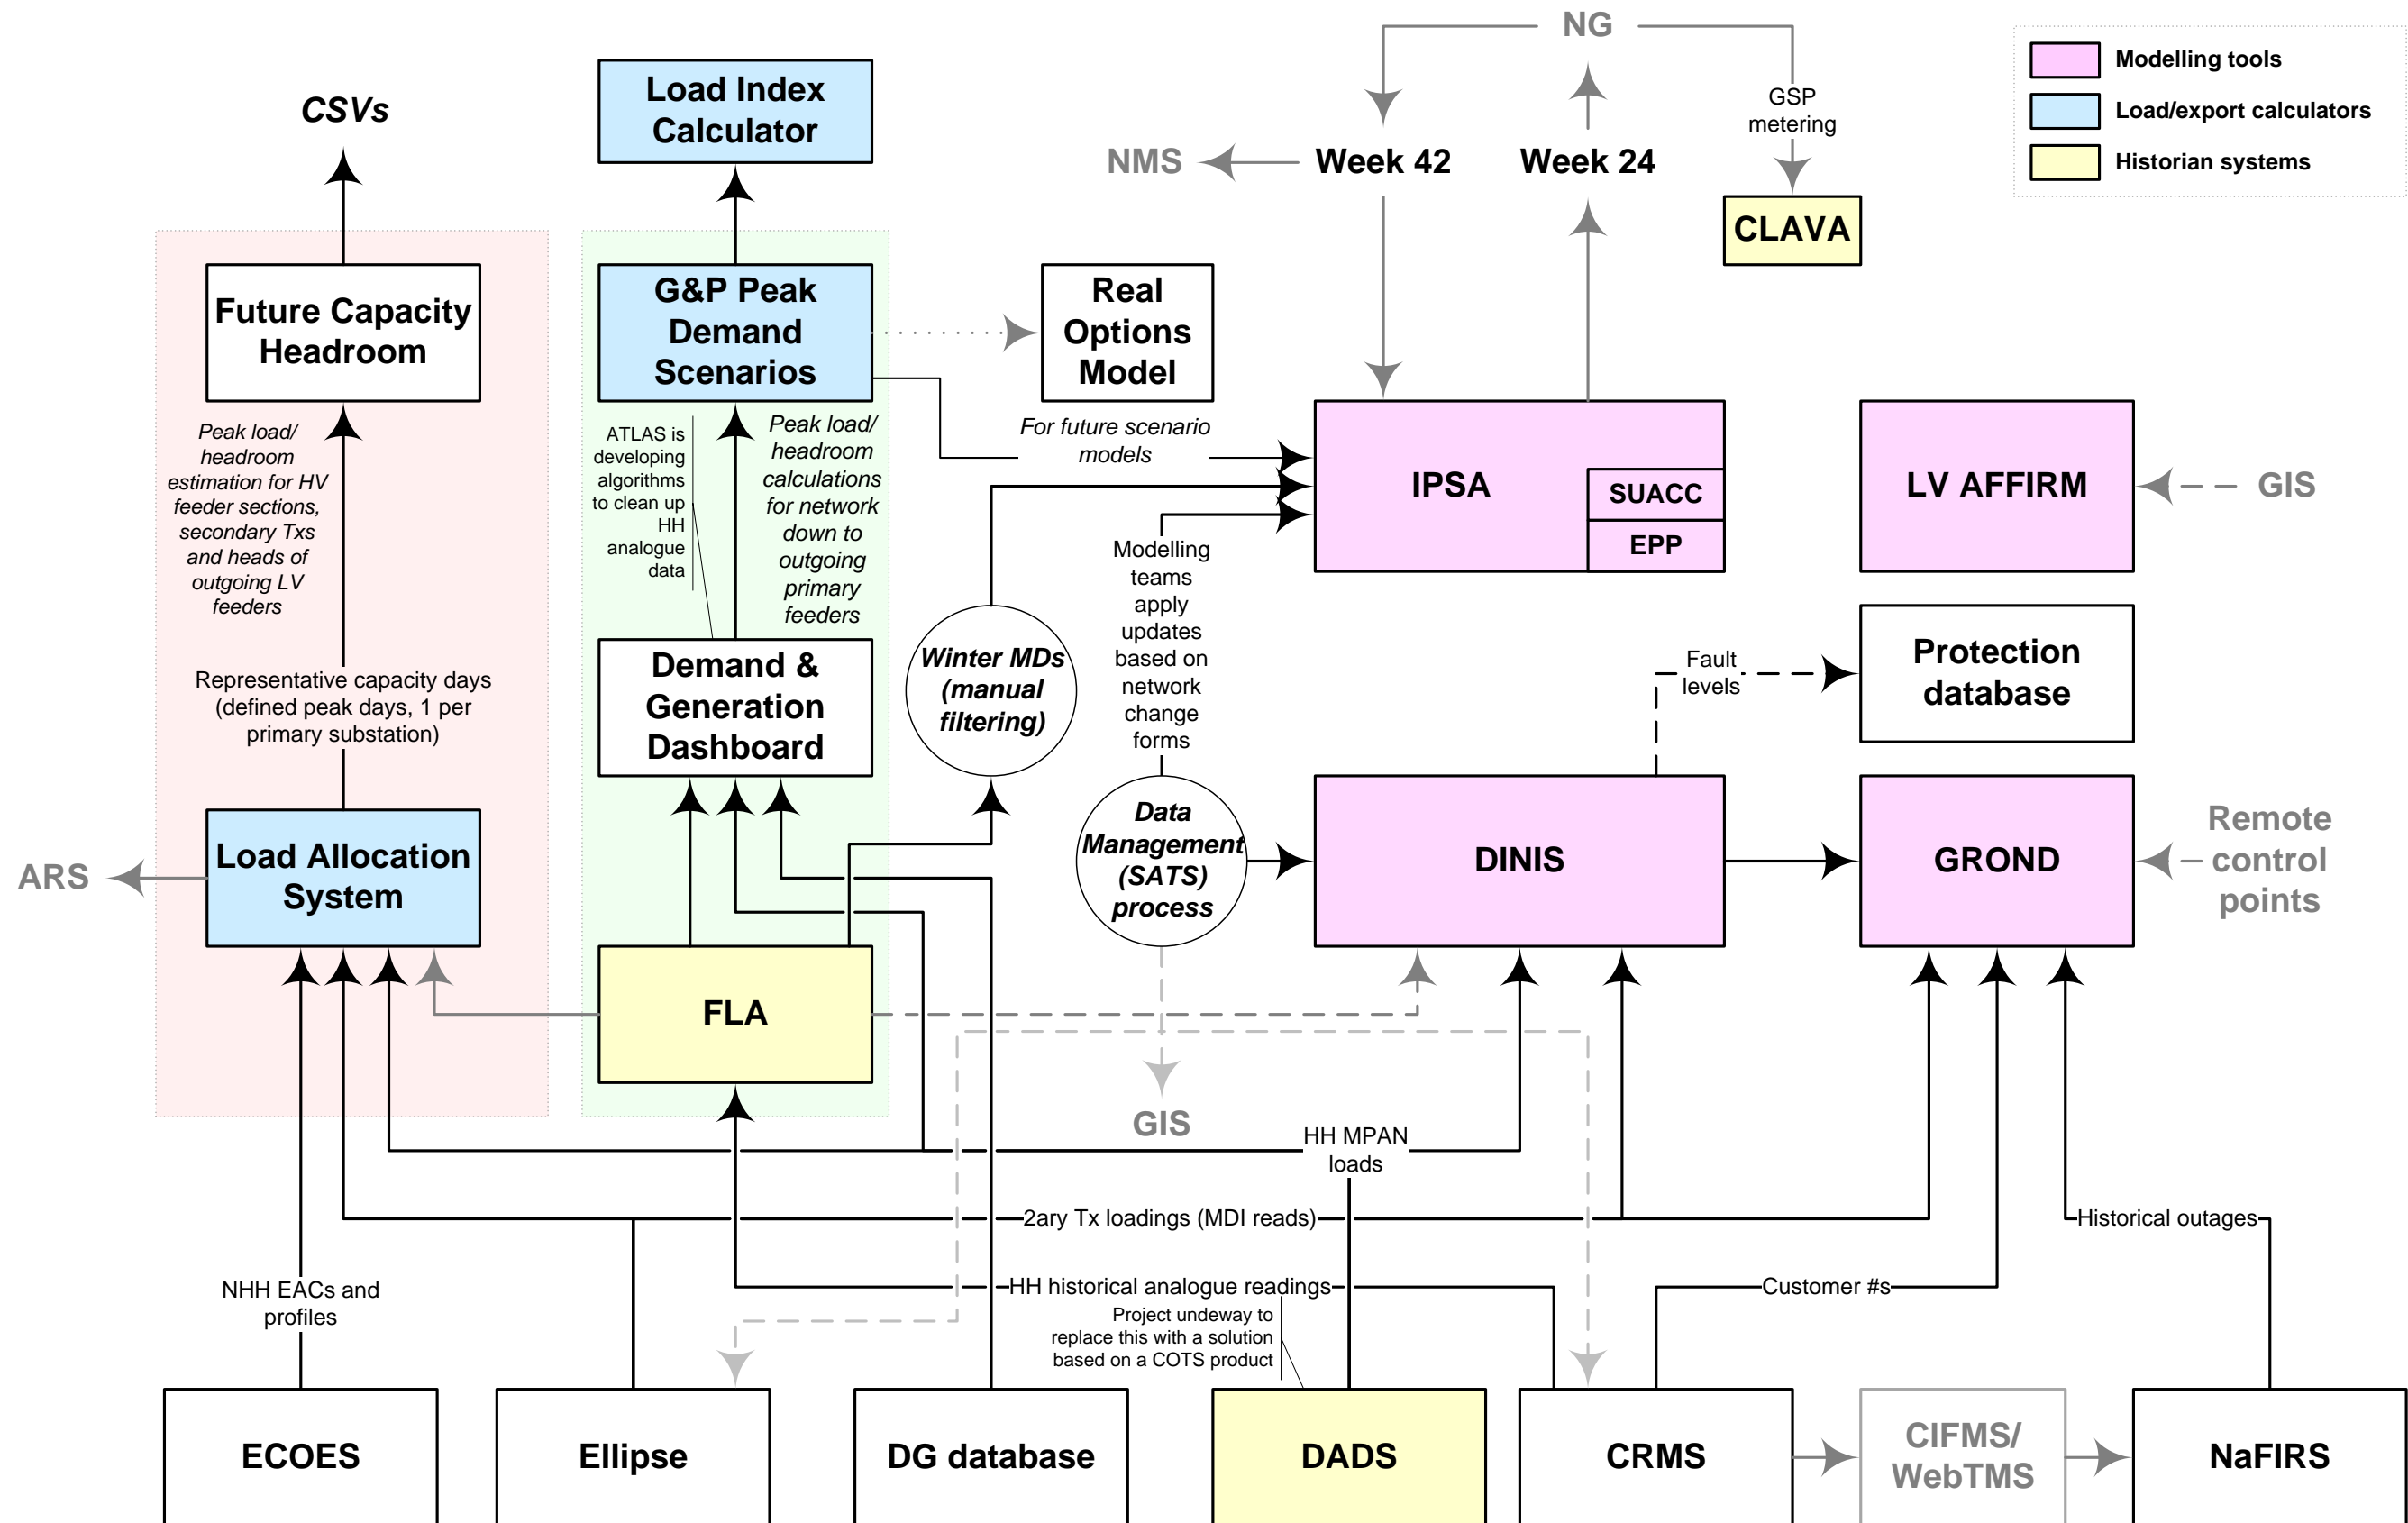 NG
Modelling tools
Load/export calculators
Historian systems
CSVs
Load Index
Calculator
GSP
metering
NMS
Week 42
Week 24
CLAVA
Future Capacity
Headroom
G&P Peak
Demand
Scenarios
Real
Options
Model
Peak load/
headroom
estimation for HV
feeder sections,
secondary Txs
and heads of
outgoing LV
feeders
ATLAS is
developing
algorithms
to clean up
HH
analogue
data
Peak load/
headroom
calculations
for network
down to
outgoing
primary
feeders
For future scenario
models
IPSA
SUACC
EPP
LV AFFIRM
GIS
Modelling
teams
apply
updates
based on
network
change
forms
Winter MDs
(manual
filtering)
Demand &
Generation
Dashboard
Fault
levels
Protection
database
Representative capacity days
(defined peak days, 1 per
primary substation)
Data
Management
(SATS)
process
DINIS
GROND
Remote
control
points
ARS
Load Allocation
System
FLA
GIS
HH MPAN
loads
2ary Tx loadings (MDI reads)
Historical outages
NHH EACs and
profiles
HH historical analogue readings
Customer #s
Project undeway to
replace this with a solution
based on a COTS product
ECOES
Ellipse
DG database
DADS
CRMS
CIFMS/
WebTMS
NaFIRS